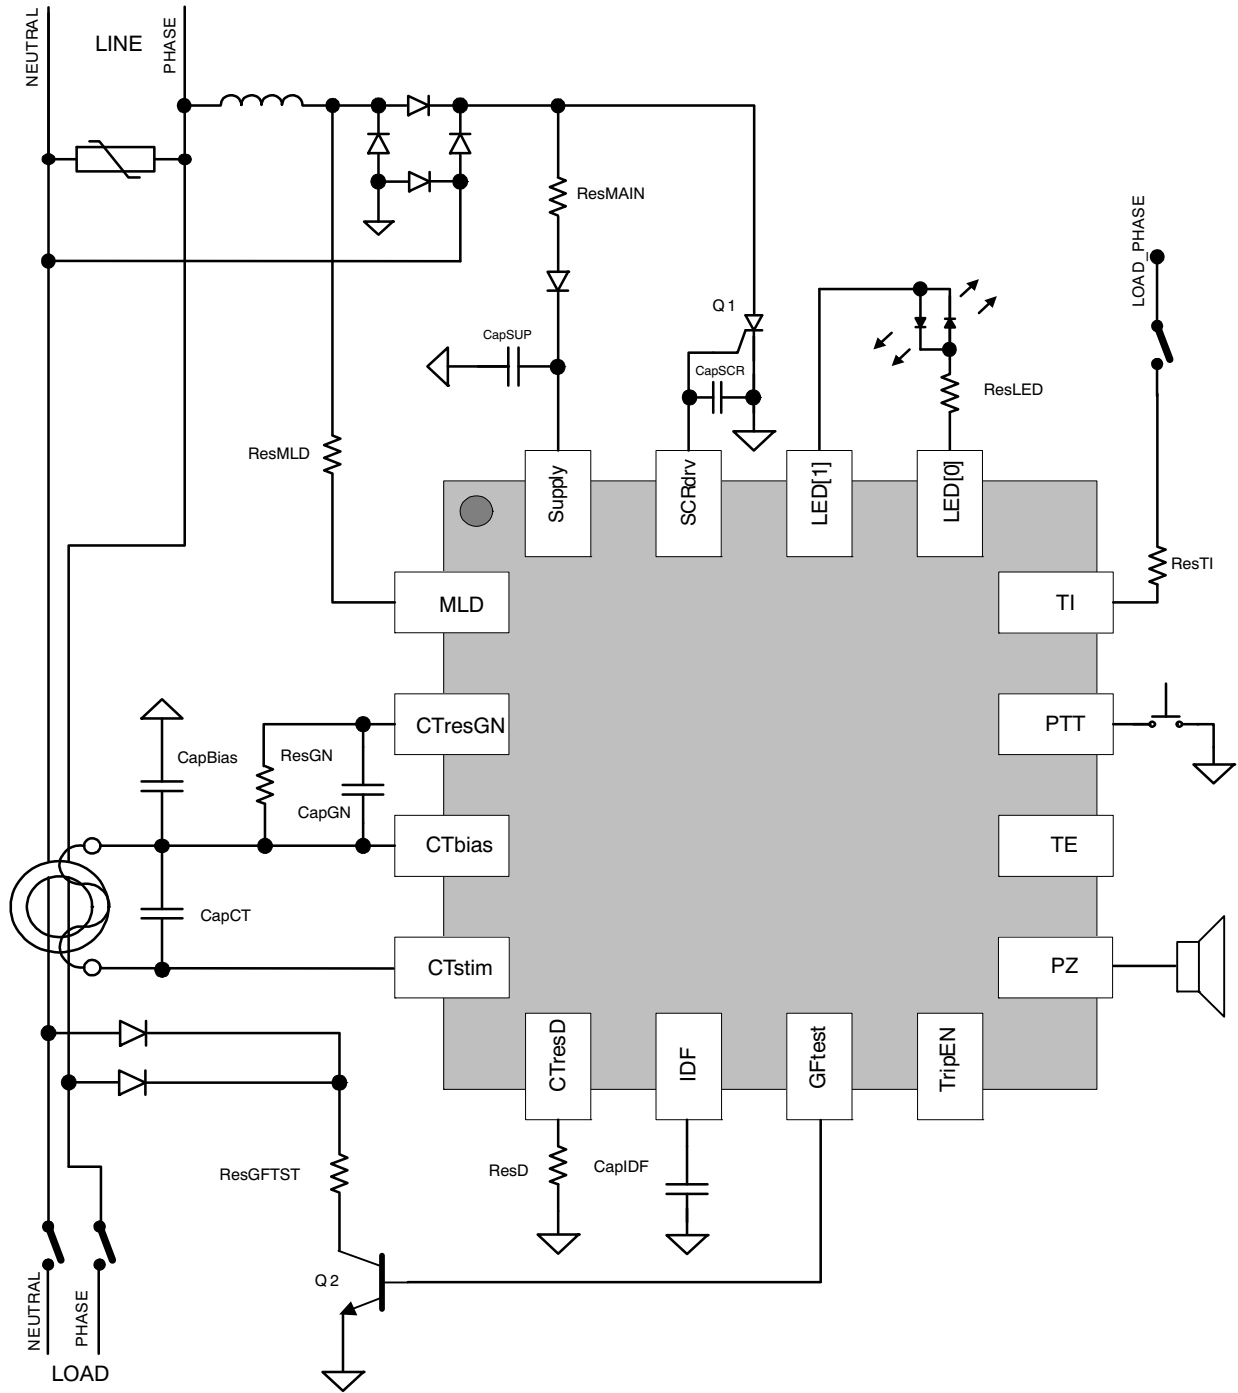 NEUTRAL
LINE
PHASE
ResMAIN
LOAD_PHASE
Q1
CapSUP
CapSCR
ResLED
ResMLD
Supply
SCRdrv
LED[1]
LED[0]
ResTI
MLD
TI
CTresGN
PTT
CapBias
ResGN
CapGN
CTbias
TE
CapCT
CTstim
PZ
CTresD
IDF
GFtest
TripEN
ResGFTST
ResD
CapIDF
Q2
NEUTRAL
PHASE
LOAD